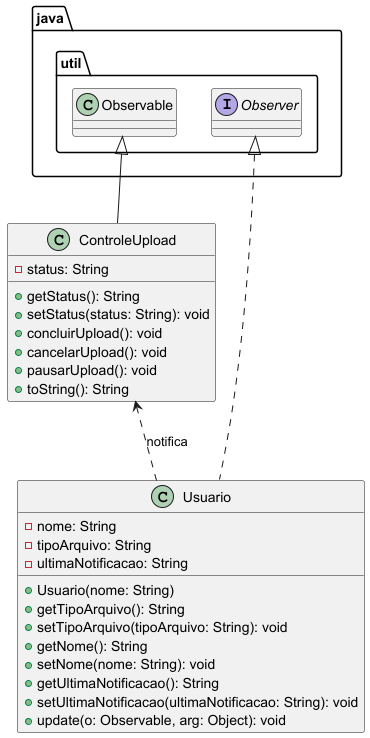 java
util
C Observable
I Observer
C ControleUpload
status: String
getStatus(): String
setStatus(status: String): void
concluirUpload(): void
cancelarUpload(): void
pausarUpload(): void
toString(): String
notifica
C Usuario
nome: String
tipoArquivo: String
ultimaNotificacao: String
Usuario(nome: String)
getTipoArquivo(): String
setTipoArquivo(tipoArquivo: String): void
getNome(): String
setNome(nome: String): void
getUltimaNotificacao(): String
setUltimaNotificacao(ultimaNotificacao: String): void
update(o: Observable, arg: Object): void